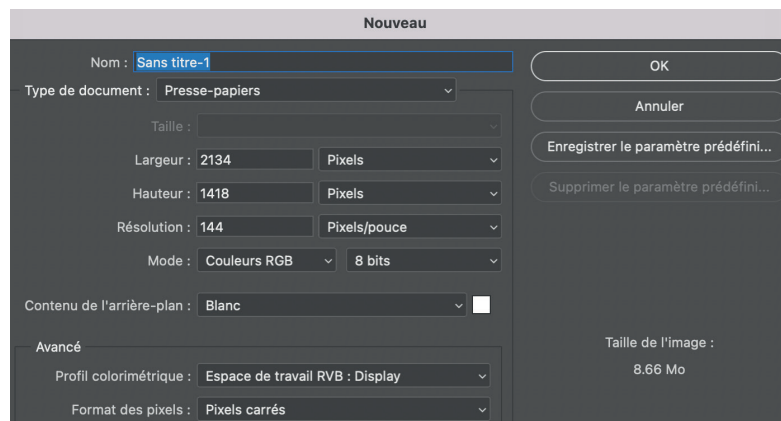 Nouveau
Nom : Sans titre-1
OK
Type de document : Presse-papiers
Annuler
Taille :
Enregistrer le paramètre prédéfini...
Largeur : 2134 Pixels
Hauteur : 1418 Pixels
Supprimer le paramètre prédéfini...
Résolution : 144 Pixels/pouce
Mode : Couleurs RGB 8 bits
Contenu de l'arrière-plan : Blanc
Avancé
Taille de l'image :
Profil colorimétrique : Espace de travail RVB : Display
8.66 Mo
Format des pixels : Pixels carrés